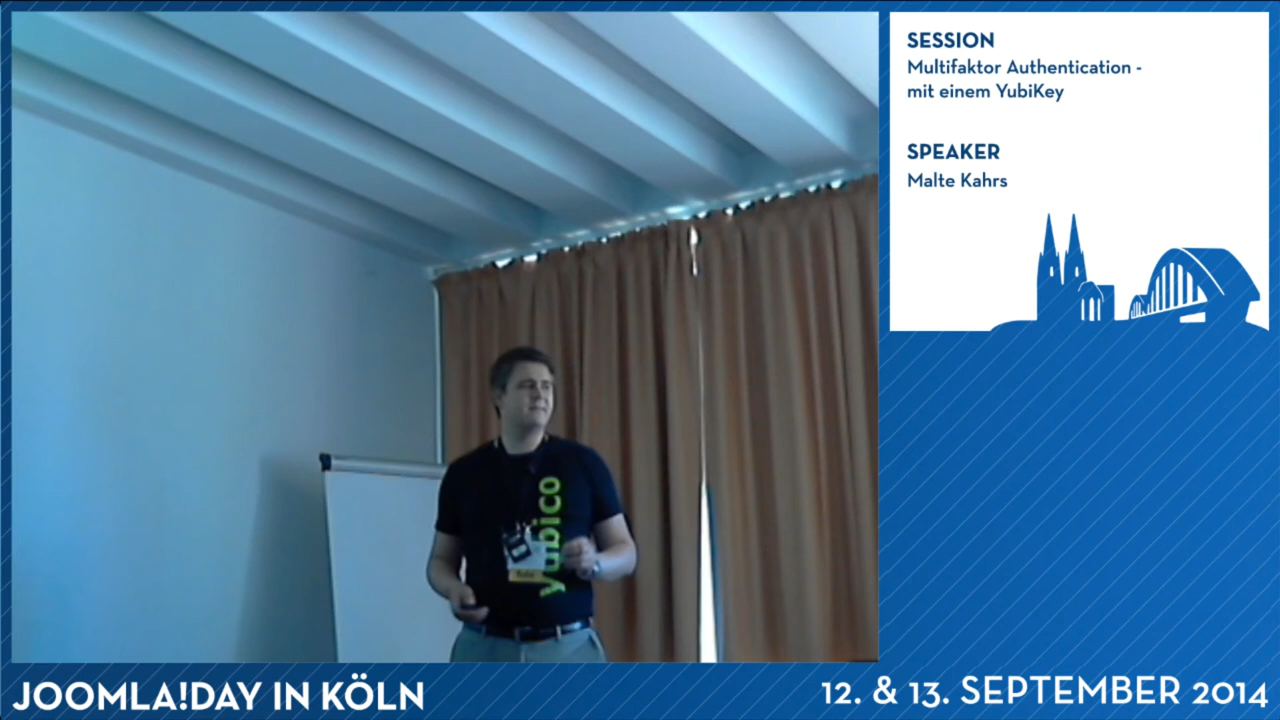 SESSION
Multifaktor Authentication -
mit einem YubiKey
SPEAKER
Malte Kahrs
yubico
JOOMLA!DAY IN KÖLN
12. & 13. SEPTEMBER 2014